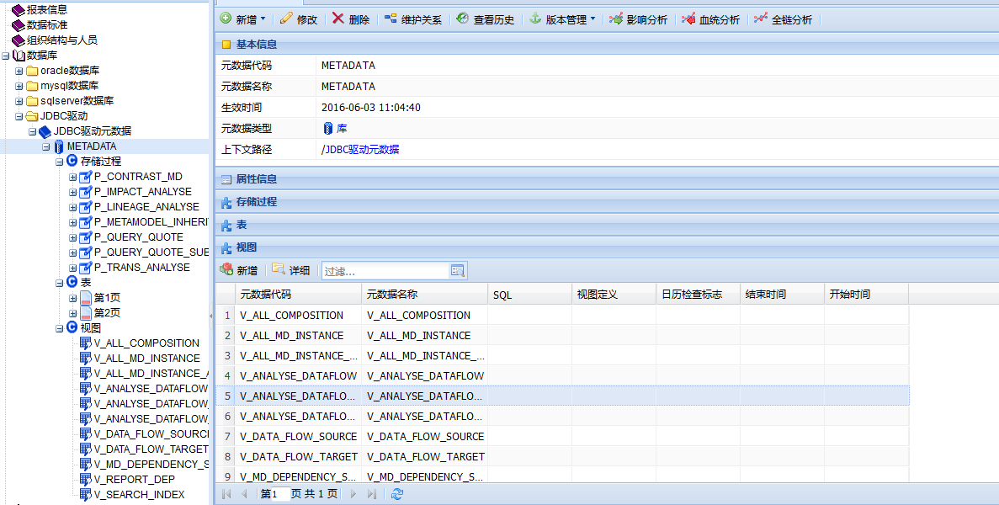 报表信息
数据标准
组织结构与人员
数据库
oracle数据库
mysql数据库
sqlserver数据库
JDBC驱动
JDBC驱动元数据
METADATA
存储过程
P_CONTRAST_MD
P_IMPACT_ANALYSE
P_LINEAGE_ANALYSE
P_METAMODEL_INHERI
P_QUERY_QUOTE
P_QUERY_QUOTE_SUE
P_TRANS_ANALYSE
表
第1页
第2页
视图
V_ALL_COMPOSITION
V_ALL_MD_INSTANCE
V_ALL_MD_INSTANCE_A
V_ANALYSE_DATAFLOW
V_ANALYSE_DATAFLOW_
V_ANALYSE_DATAFLOW_
V_DATA_FLOW_SOURCE
V_DATA_FLOW_TARGET
V_MD_DEPENDENCY_S
V_REPORT_DEP
V_SEARCH_INDEX
新增 修改 删除 维护关系 查看历史 版本管理 影响分析 血统分析 全链分析
基本信息
元数据代码 METADATA
元数据名称 METADATA
生效时间 2016-06-03 11:04:40
元数据类型 库
上下文路径 /JDBC驱动元数据
属性信息
存储过程
表
视图
新增 详细 过滤...
元数据代码 元数据名称 SQL 视图定义 日历检查标志 结束时间 开始时间
1 V_ALL_COMPOSITION V_ALL_COMPOSITION
2 V_ALL_MD_INSTANCE V_ALL_MD_INSTANCE
3 V_ALL_MD_INSTANCE_... V_ALL_MD_INSTANCE_...
4 V_ANALYSE_DATAFLOW V_ANALYSE_DATAFLOW
5 V_ANALYSE_DATAFLO... V_ANALYSE_DATAFLO...
6 V_ANALYSE_DATAFLO... V_ANALYSE_DATAFLO...
7 V_DATA_FLOW_SOURCE V_DATA_FLOW_SOURCE
8 V_DATA_FLOW_TARGET V_DATA_FLOW_TARGET
9 V_MD_DEPENDENCY_S... V_MD_DEPENDENCY_S...
第1 页 共 1 页